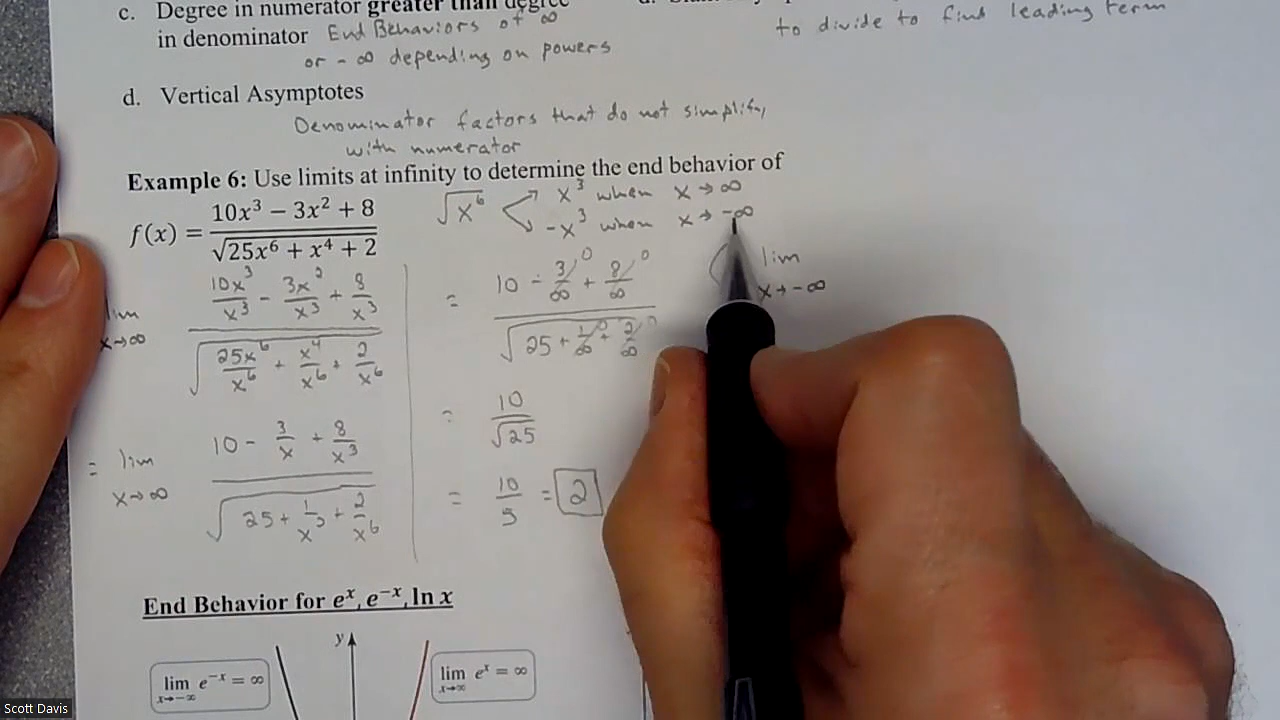 c. Degree in numerator greater than degree
in denominator End Behaviors of ∞
or - ∞ depending on powers
to divide to find leading term
d. Vertical Asymptotes
Denominator factors that do not simplify
with numerator
Example 6: Use limits at infinity to determine the end behavior of
f(x) = (10x³ − 3x² + 8)/√(25x⁶ + x⁴ + 2)
√x⁶ x³ when x → ∞
-x³ when x → -∞
lim x→∞ (10x³/x³ - 3x²/x³ + 8/x³)/√(25x⁶/x⁶ + x⁴/x⁶ + 2/x⁶)
= lim x→∞ (10 - 3/x + 8/x³)/√(25 + 1/x² + 2/x⁶)
= (10 - 3/∞ 0 + 8/∞ 0)/√(25 + 1/∞ 0 + 2/∞ 0)
= 10/√25
= 10/5 = 2
lim x→-∞
End Behavior for eˣ, e⁻ˣ, ln x
lim x→−∞ e⁻ˣ = ∞
y
lim x→∞ eˣ = ∞
Scott Davis